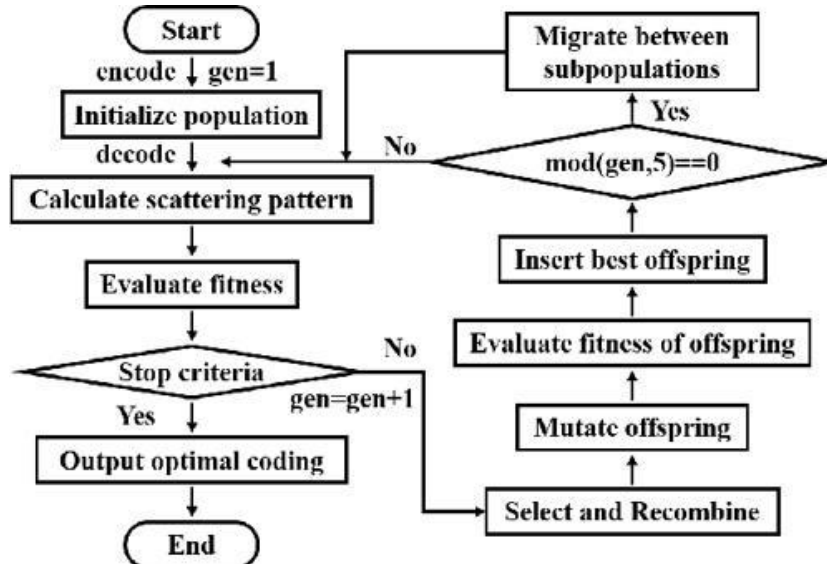 Start
encode gen=1
Initialize population
decode
Calculate scattering pattern
Evaluate fitness
Stop criteria
No
gen=gen+1
Yes
Output optimal coding
End
Migrate between
subpopulations
Yes
No
mod(gen,5)==0
Insert best offspring
Evaluate fitness of offspring
Mutate offspring
Select and Recombine